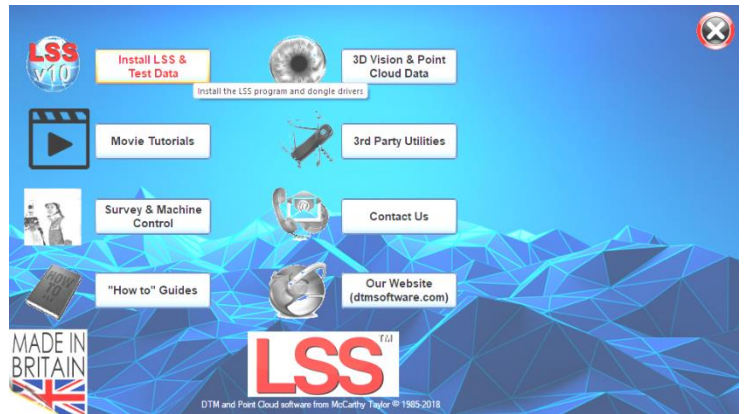 LSS
v10
Install LSS &
Test Data
3D Vision & Point
Cloud Data
Install the LSS program and dongle drivers
Movie Tutorials
3rd Party Utilities
Survey & Machine
Control
Contact Us
HOW
TO
"How to" Guides
Our Website
(dtmsoftware.com)
MADE IN
BRITAIN
LSS™
DTM and Point Cloud software from McCarthy Taylor © 1985-2018